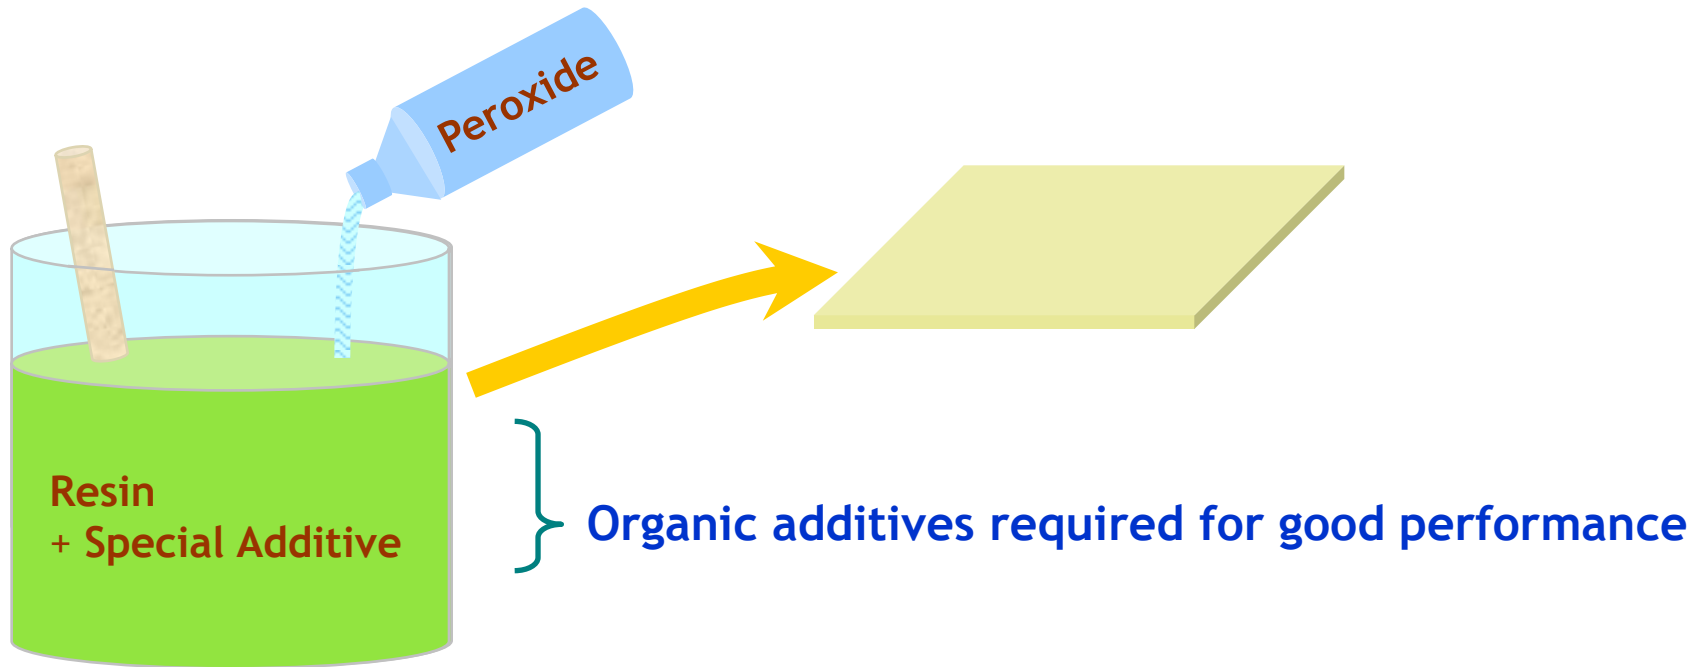 Peroxide
Resin
+ Special Additive
Organic additives required for good performance